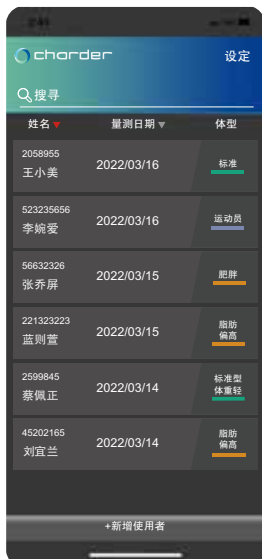 2:41
charder
设定
搜寻
姓名▼ 量测日期▼ 体型
2058955
王小美 2022/03/16 标准
523235656
李婉爱 2022/03/16 运动员
56632326
张乔屏 2022/03/15 肥胖
221323223
蓝则萱 2022/03/15 脂肪
偏高
2599845
蔡佩正 2022/03/14 标准型
体重轻
45202165
刘宜兰 2022/03/14 脂肪
偏高
+新增使用者